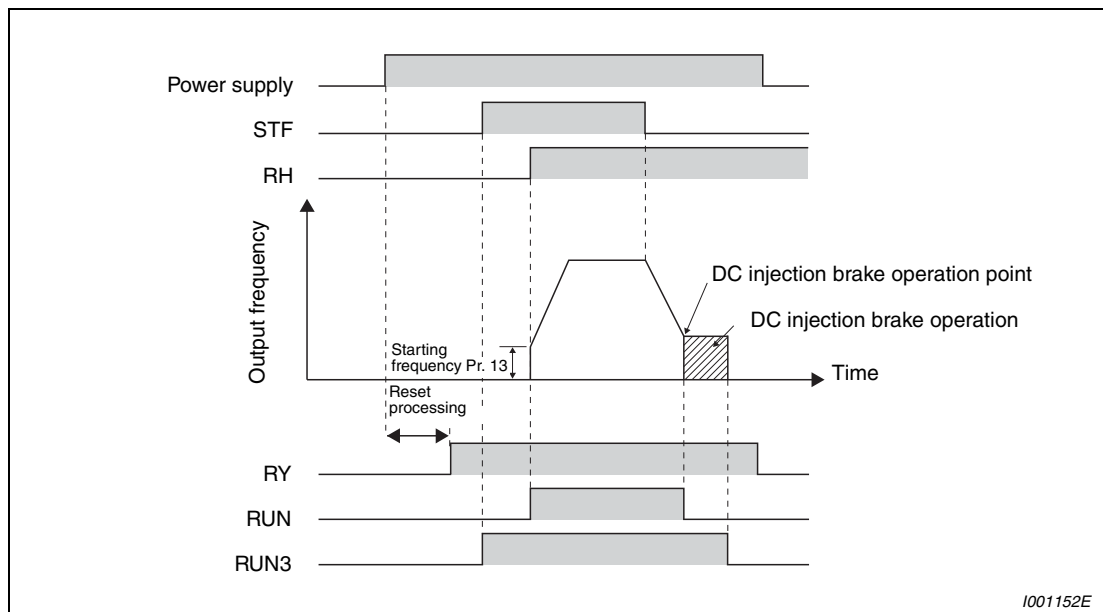 Power supply
STF
RH
Output frequency
DC injection brake operation point
DC injection brake operation
Starting
frequency Pr. 13
Time
Reset
processing
RY
RUN
RUN3
I001152E